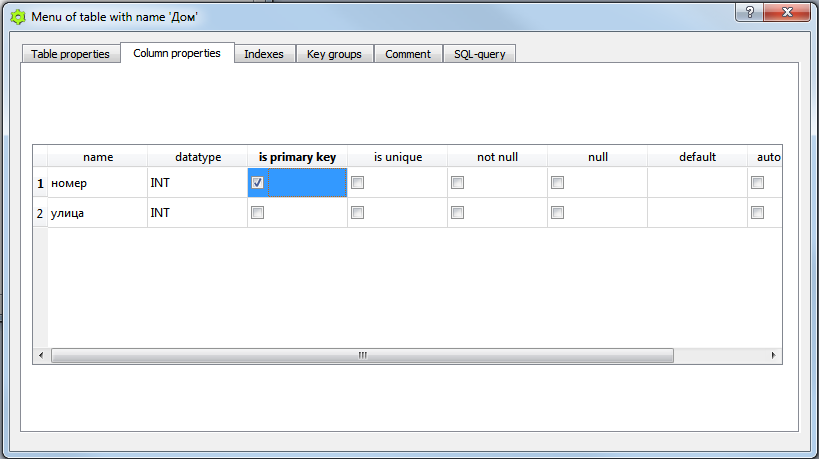 Menu of table with name 'Дом'
Table properties Column properties Indexes Key groups Comment SQL-query
name datatype is primary key is unique not null null default auto
1 номер INT
2 улица INT